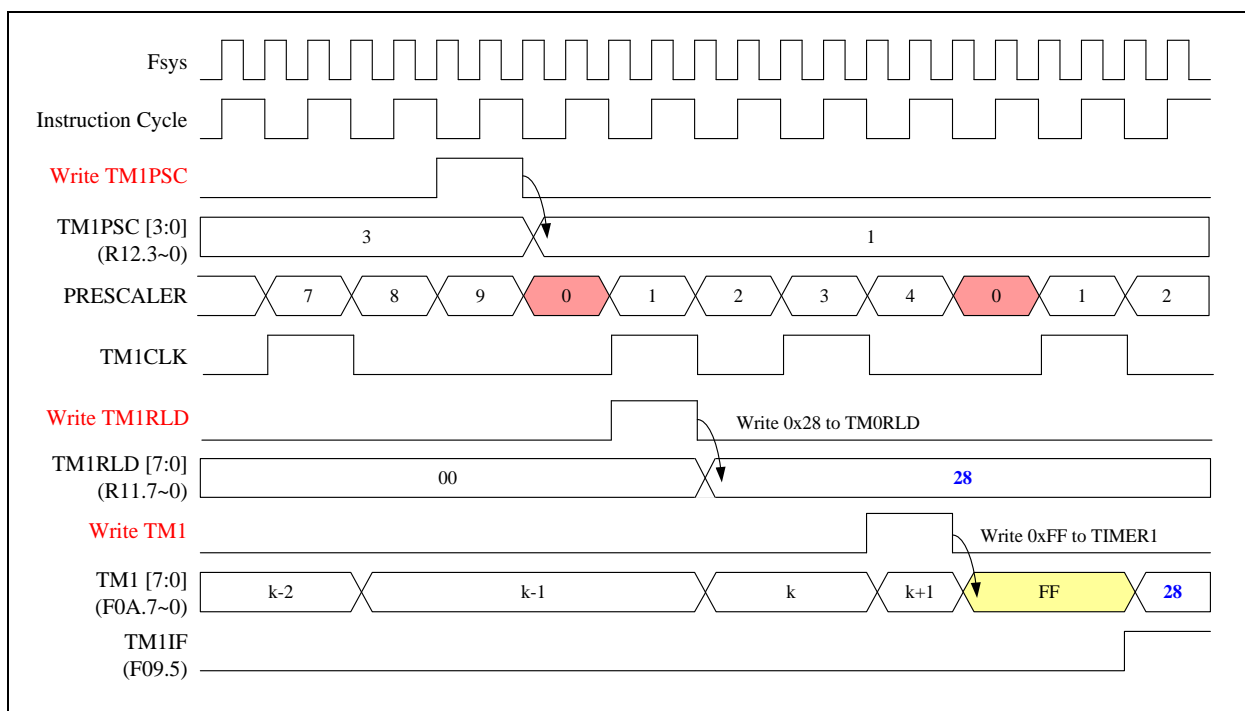 Fsys
Instruction Cycle
Write TM1PSC
TM1PSC [3:0]
(R12.3~0)
3
1
PRESCALER
7
8
9
0
1
2
3
4
0
1
2
TM1CLK
Write TM1RLD
Write 0x28 to TM0RLD
TM1RLD [7:0]
(R11.7~0)
00
28
Write TM1
Write 0xFF to TIMER1
TM1 [7:0]
(F0A.7~0)
k-2
k-1
k
k+1
FF
28
TM1IF
(F09.5)